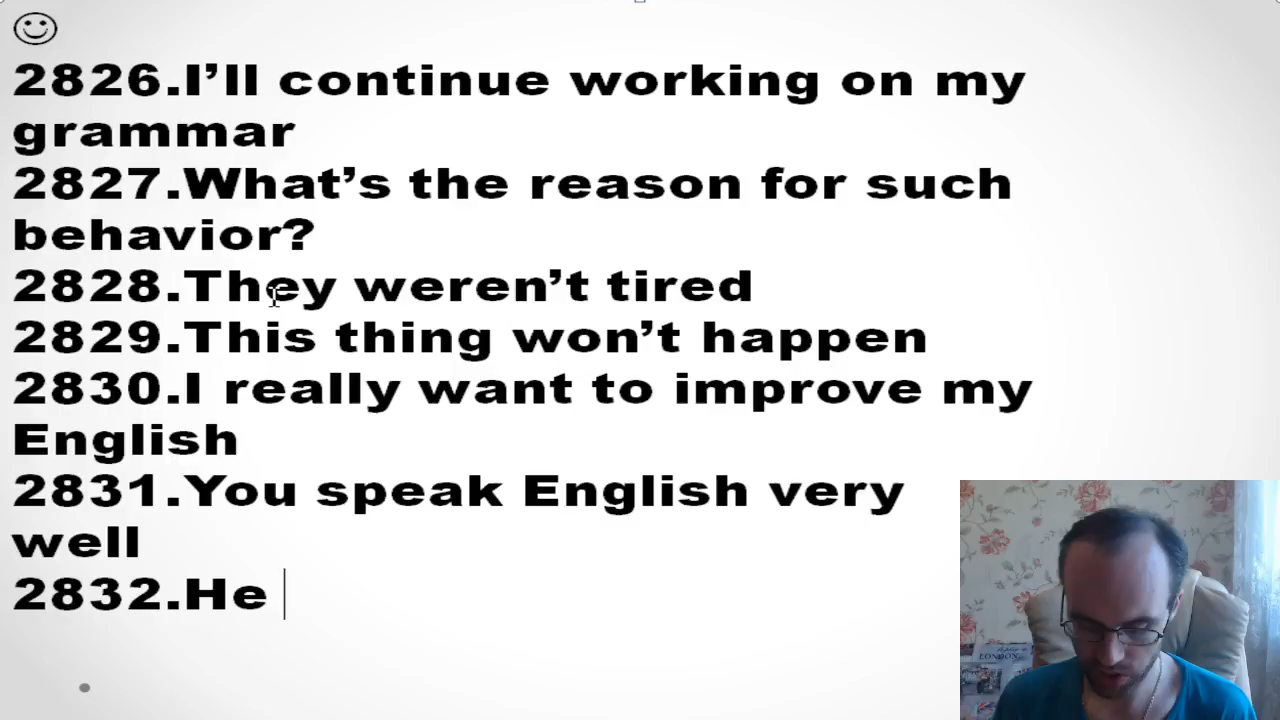 2826.I’ll continue working on my
grammar
2827.What’s the reason for such
behavior?
2828.They weren’t tired
2829.This thing won’t happen
2830.I really want to improve my
English
2831.You speak English very
well
2832.He
LONDON